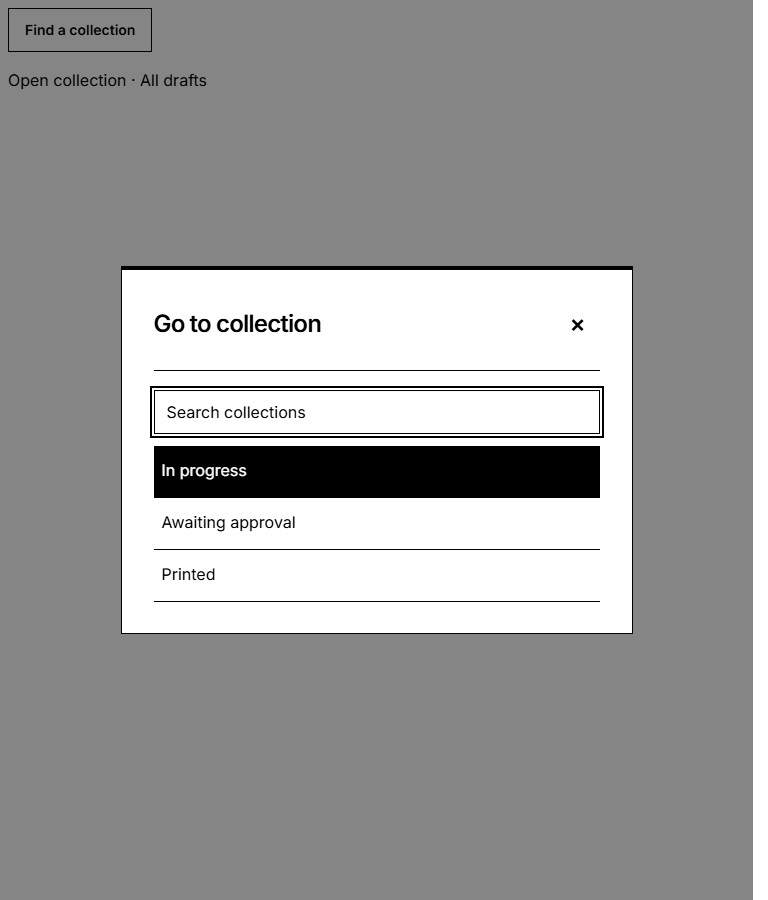 Find a collection
Open collection · All drafts
Go to collection
×
Search collections
In progress
Awaiting approval
Printed